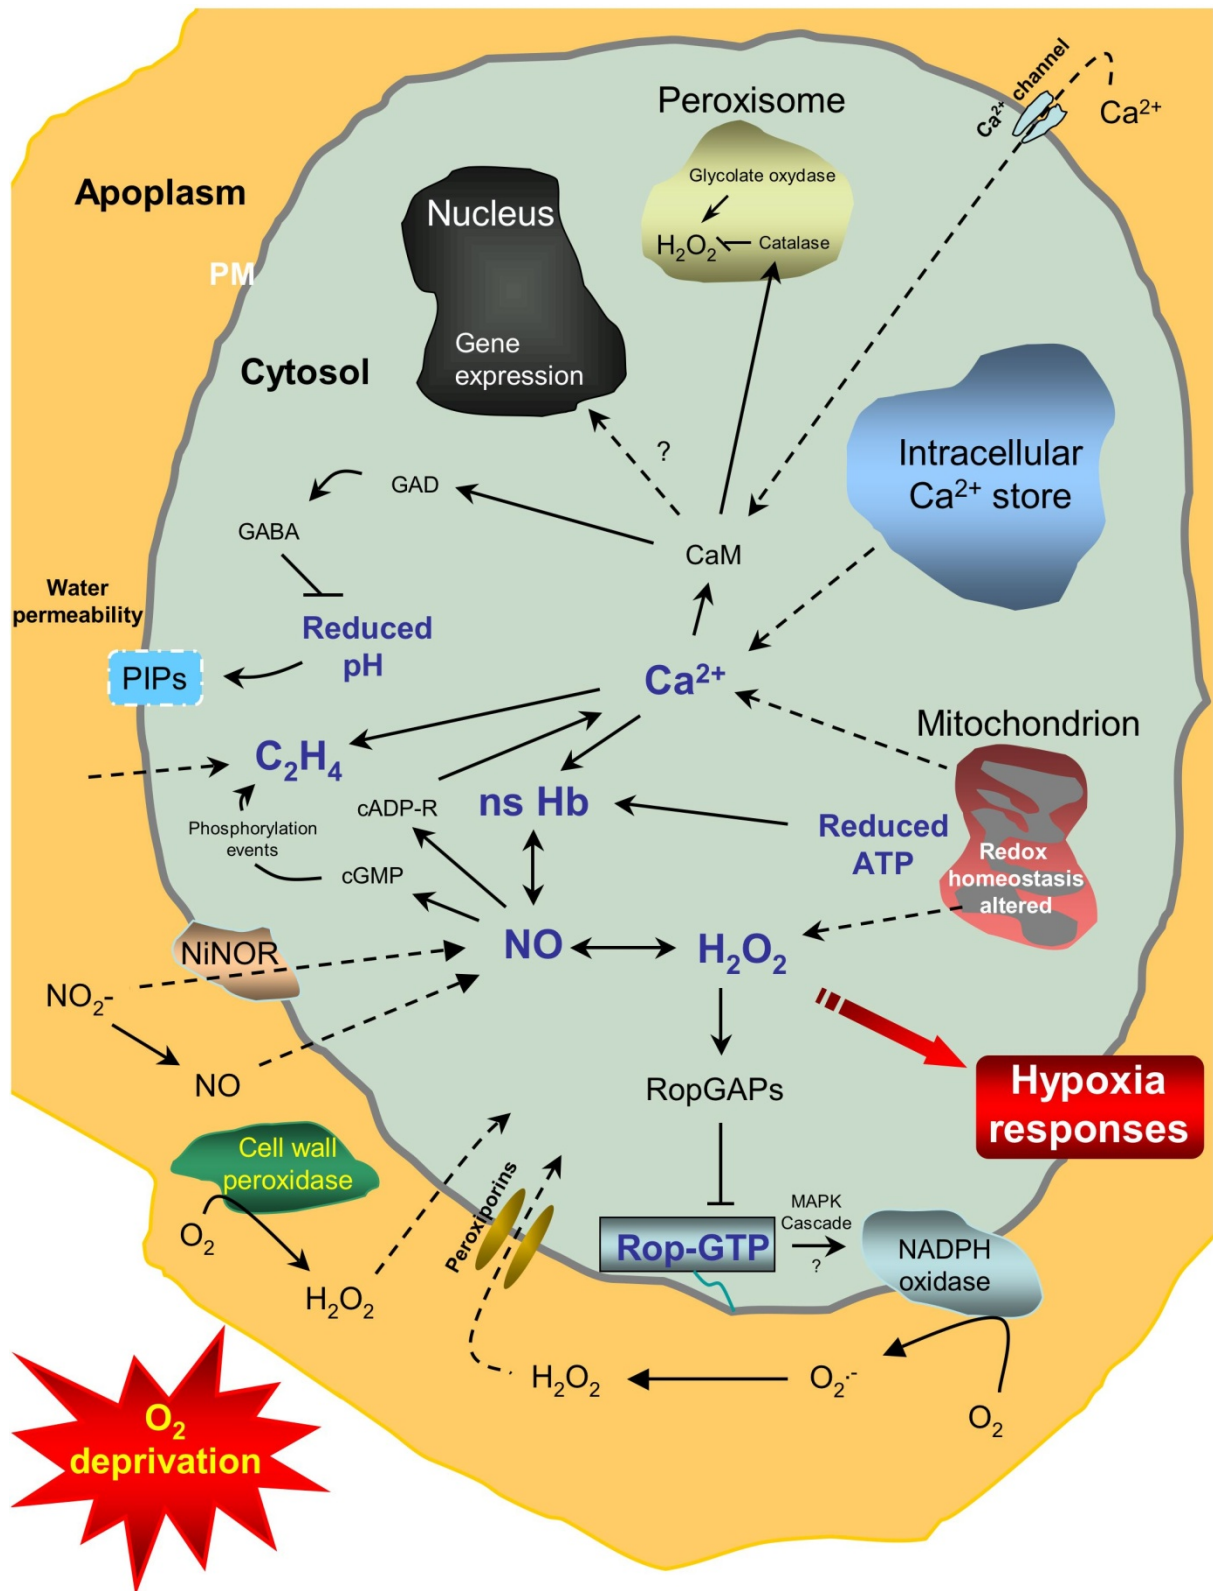 Ca²⁺ channel
Ca²⁺
Peroxisome
Glycolate oxydase
H₂O₂
Catalase
Apoplasm
Nucleus
PM
Gene
expression
Cytosol
?
Intracellular
Ca²⁺ store
GAD
GABA
CaM
Water
permeability
Reduced
pH
PIPs
Ca²⁺
Mitochondrion
C₂H₄
ns Hb
cADP-R
Phosphorylation
events
Reduced
ATP
Redox
homeostasis
altered
cGMP
NiNOR
NO
H₂O₂
NO₂-
NO
RopGAPs
Hypoxia
responses
Cell wall
peroxidase
O₂
Peroxiporins
H₂O₂
MAPK
Cascade
?
Rop-GTP
NADPH
oxidase
H₂O₂
O₂·-
O₂
O₂
deprivation